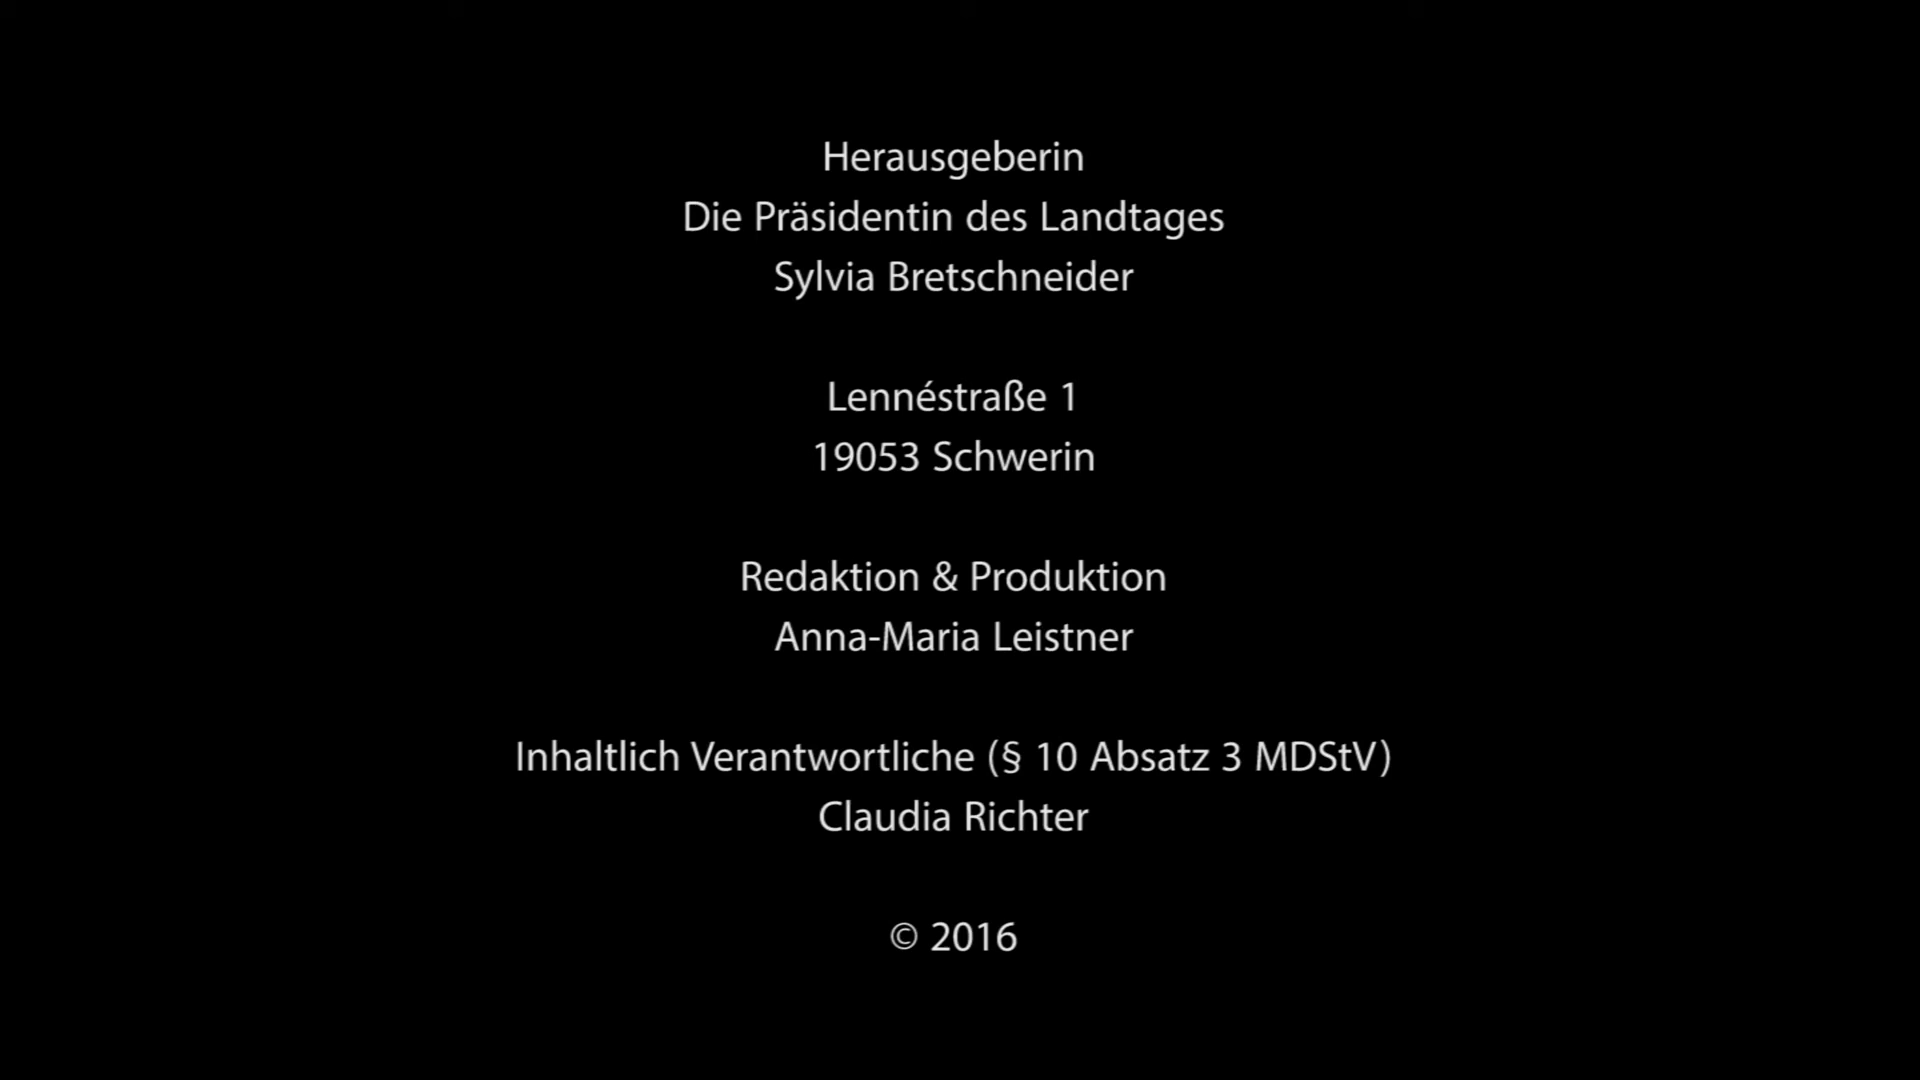 Herausgeberin
Die Präsidentin des Landtages
Sylvia Bretschneider
Lennéstraße 1
19053 Schwerin
Redaktion & Produktion
Anna-Maria Leistner
Inhaltlich Verantwortliche (§ 10 Absatz 3 MDStV)
Claudia Richter
© 2016